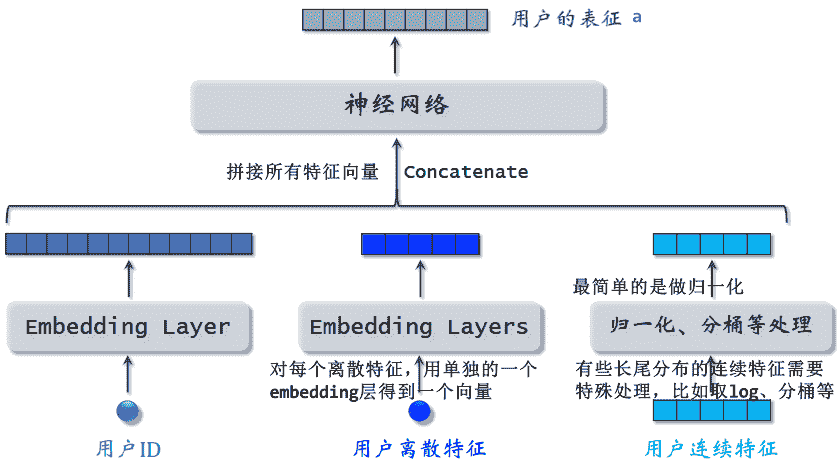 用户的表征 a
神经网络
拼接所有特征向量 Concatenate
最简单的是做归一化
Embedding Layer
Embedding Layers
归一化、分桶等处理
对每个离散特征，用单独的一个
embedding层得到一个向量
有些长尾分布的连续特征需要
特殊处理，比如取log、分桶等
用户ID
用户离散特征
用户连续特征